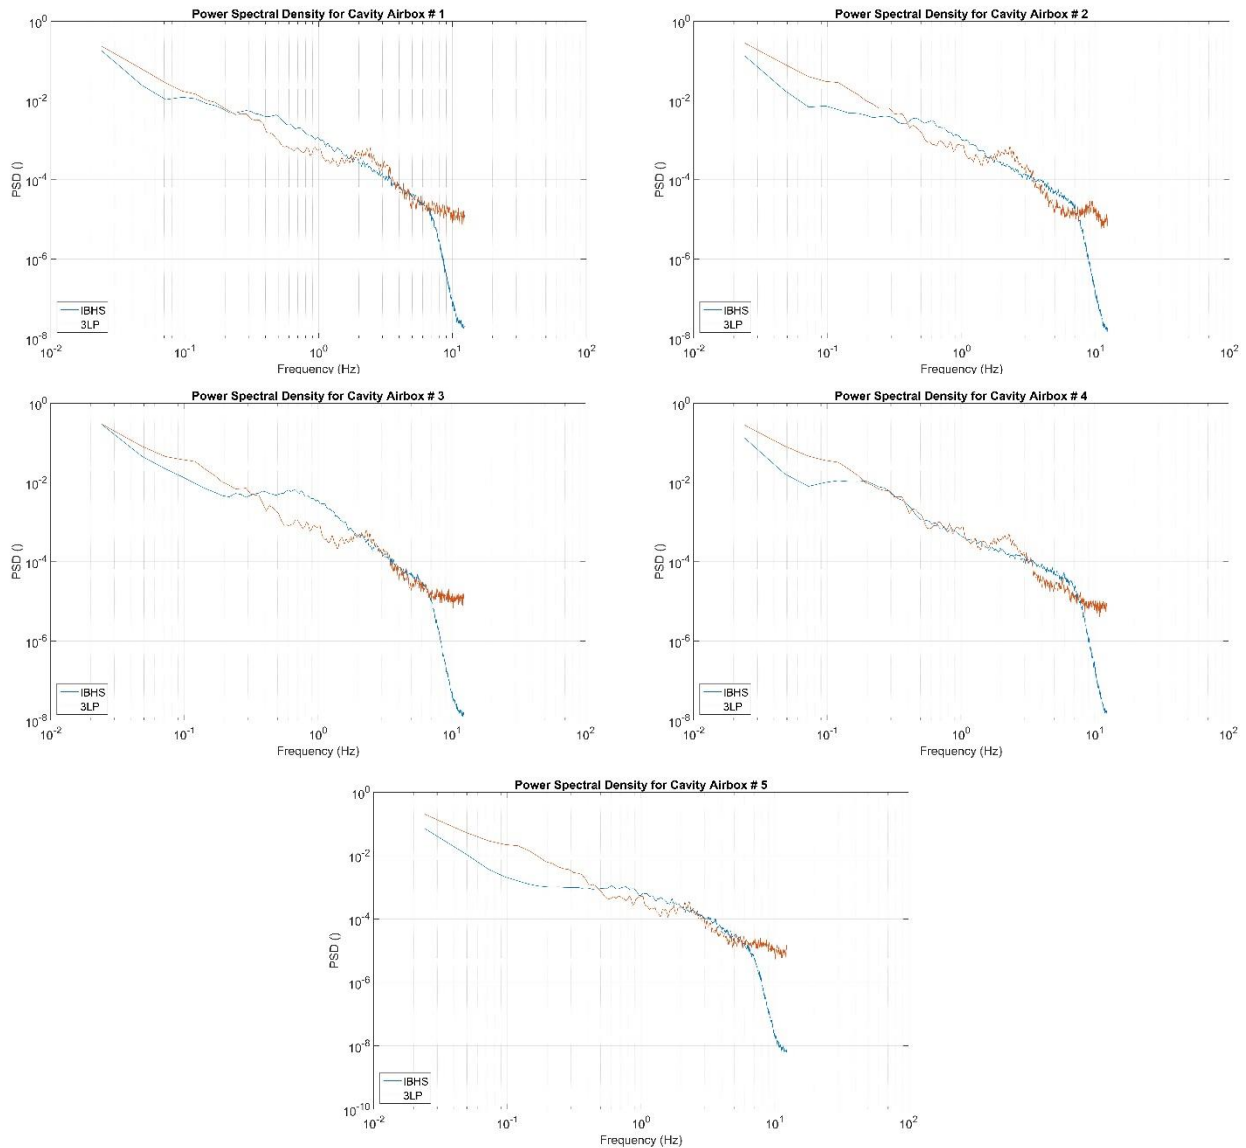 Power Spectral Density for Cavity Airbox # 1
10^0
10^-2
10^-4
10^-6
10^-8
PSD ()
IBHS
3LP
10^-2 10^-1 10^0 10^1 10^2
Frequency (Hz)
Power Spectral Density for Cavity Airbox # 2
10^0
10^-2
10^-4
10^-6
10^-8
PSD ()
IBHS
3LP
10^-2 10^-1 10^0 10^1 10^2
Frequency (Hz)
Power Spectral Density for Cavity Airbox # 3
10^0
10^-2
10^-4
10^-6
10^-8
PSD ()
IBHS
3LP
10^-2 10^-1 10^0 10^1 10^2
Frequency (Hz)
Power Spectral Density for Cavity Airbox # 4
10^0
10^-2
10^-4
10^-6
10^-8
PSD ()
IBHS
3LP
10^-2 10^-1 10^0 10^1 10^2
Frequency (Hz)
Power Spectral Density for Cavity Airbox # 5
10^0
10^-2
10^-4
10^-6
10^-8
10^-10
PSD ()
IBHS
3LP
10^-2 10^-1 10^0 10^1 10^2
Frequency (Hz)